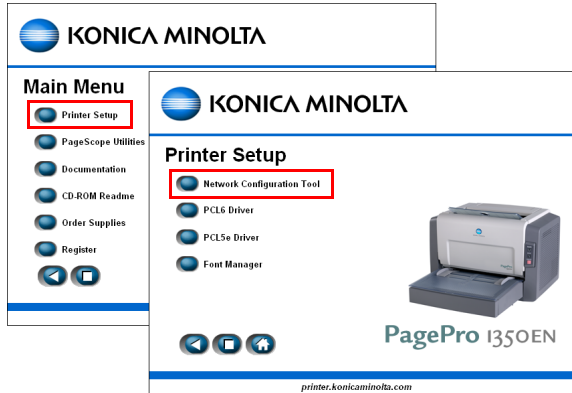 KONICA MINOLTA
Main Menu
Printer Setup
PageScope Utilities
Documentation
CD-ROM Readme
Order Supplies
Register
KONICA MINOLTA
Printer Setup
Network Configuration Tool
PCL6 Driver
PCL5e Driver
Font Manager
PagePro 1350EN
printer.konicaminolta.com